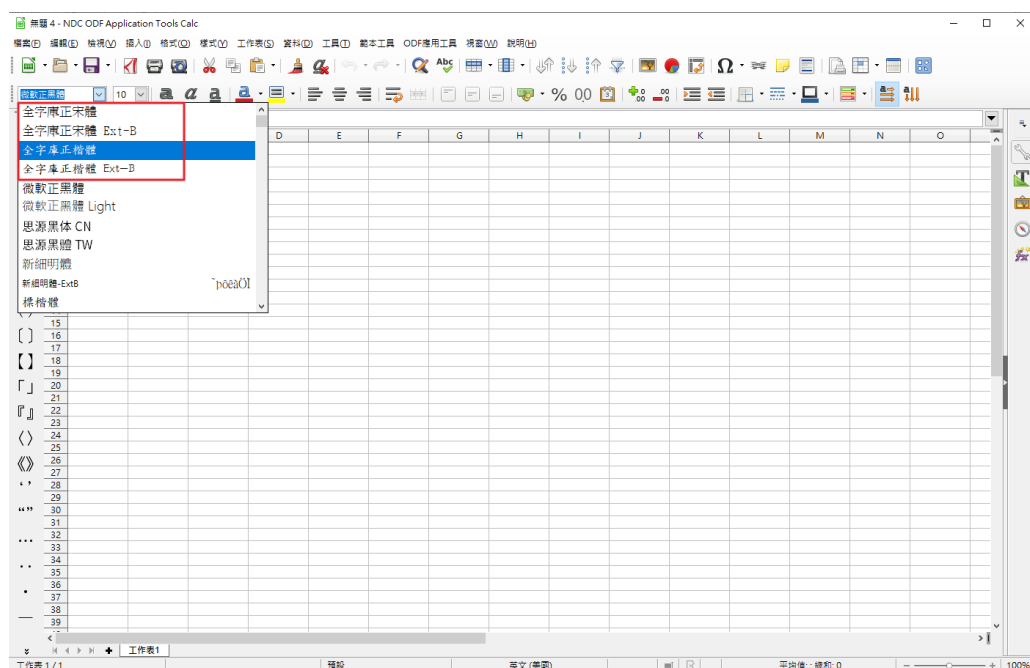 無題 4 - NDC ODF Application Tools Calc
檔案(F) 編輯(E) 檢視(V) 插入(I) 格式(O) 樣式(Y) 工作表(S) 資料(D) 工具(T) 範本工具 ODF應用工具 視窗(W) 說明(H)
微軟正黑體 10
全字庫正宋體
全字庫正宋體 Ext-B
全字庫正楷體
全字庫正楷體 Ext-B
微軟正黑體
微軟正黑體 Light
思源黑体 CN
思源黑體 TW
新細明體
新細明體-ExtB
標楷體
D E F G H I J K L M N O
15
16
17
18
19
20
21
22
23
24
25
26
27
28
29
30
31
32
33
34
35
36
37
38
39
工作表1
工作表 1 / 1 預設 英文 (美國) 平均值: ; 總和: 0 100%